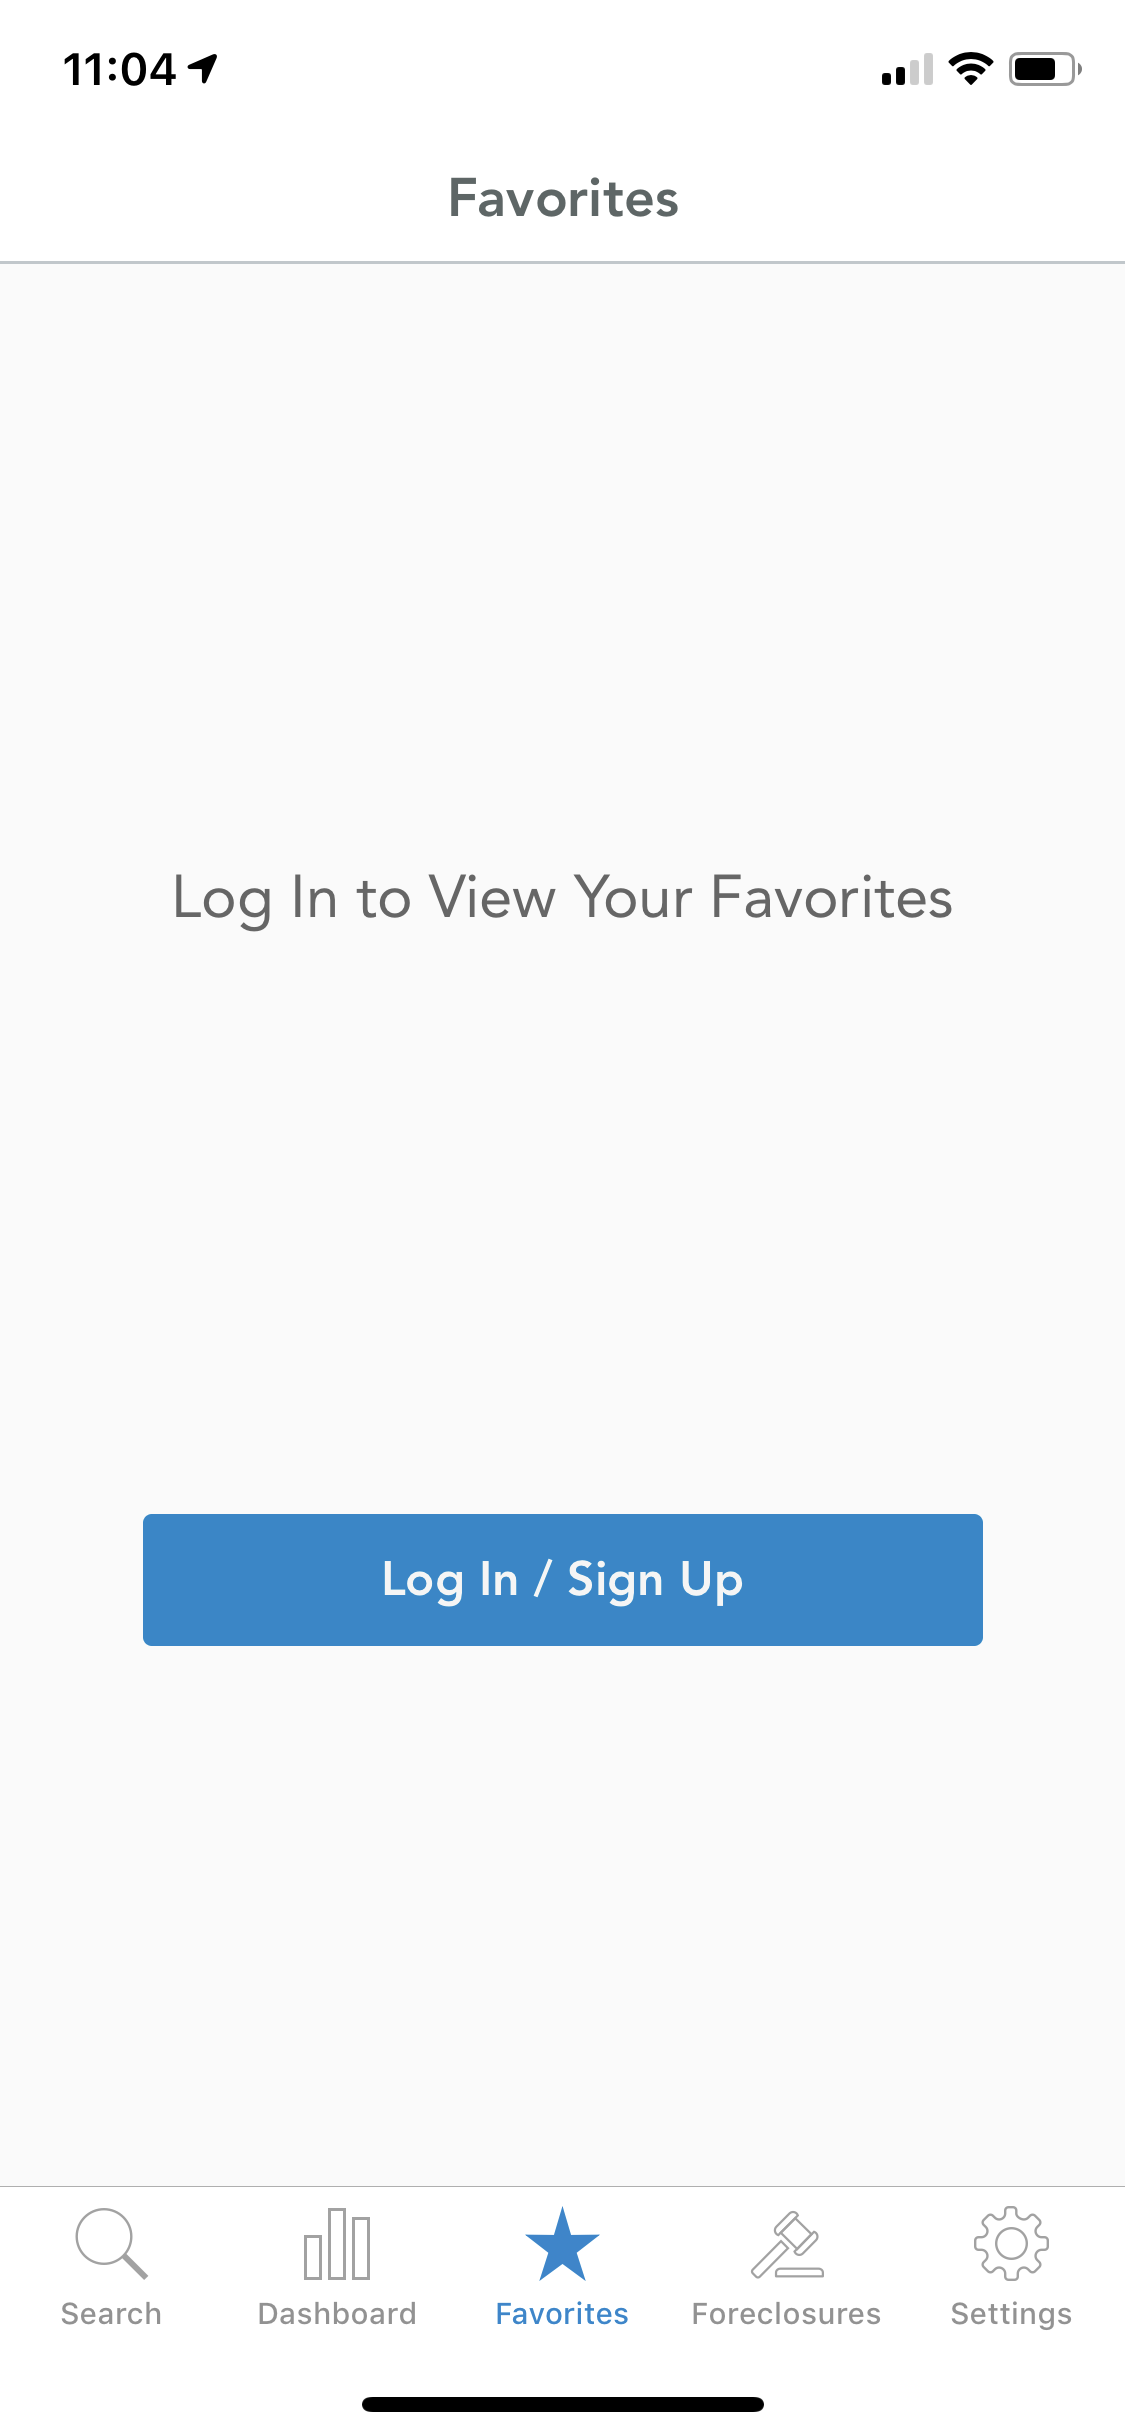 11:04
Favorites
Log In to View Your Favorites
Log In / Sign Up
Search
Dashboard
Favorites
Foreclosures
Settings